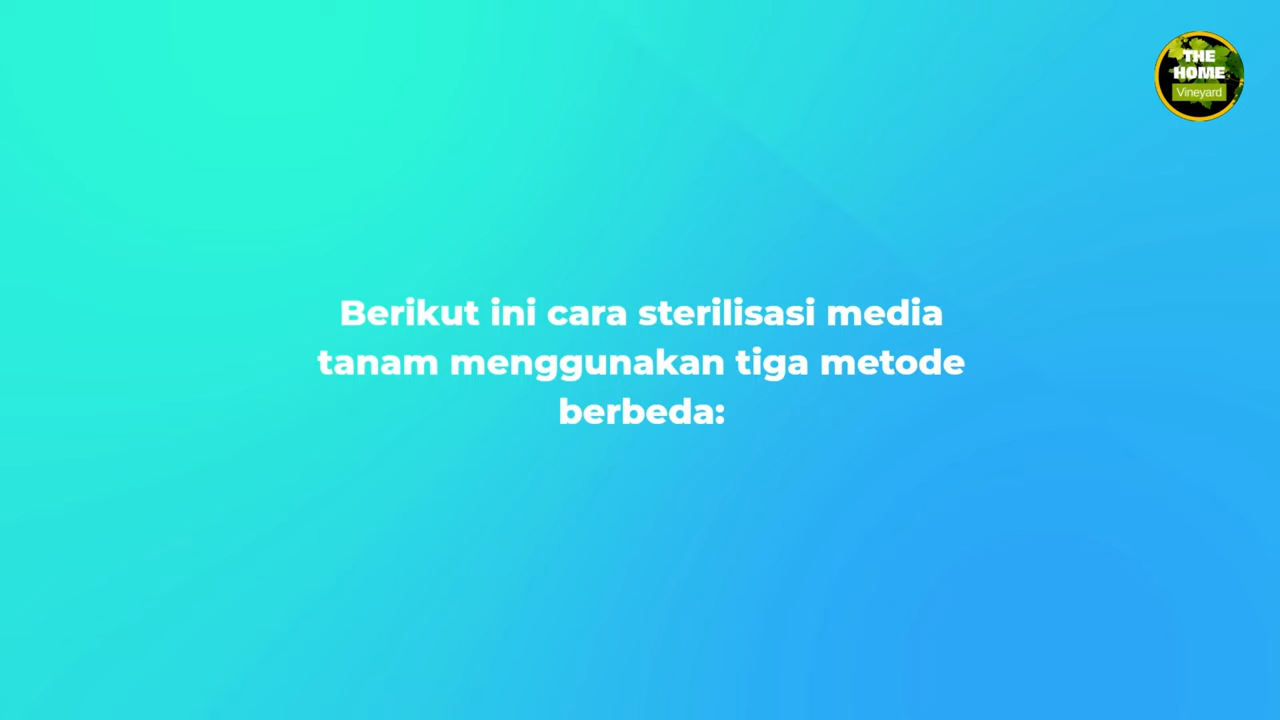 THE
HOME
Vineyard
Berikut ini cara sterilisasi media
tanam menggunakan tiga metode
berbeda: